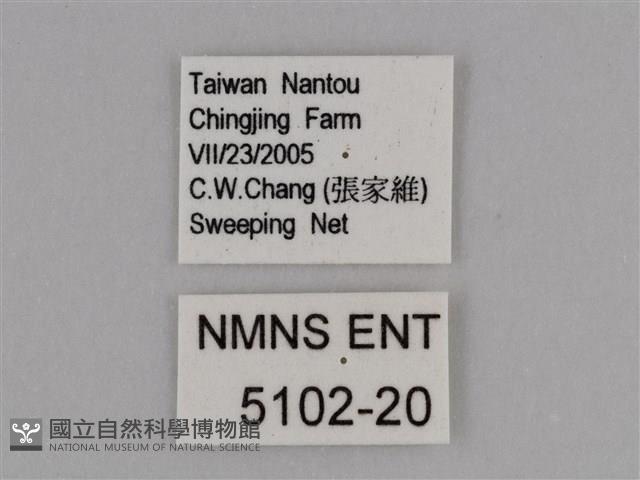 Taiwan Nantou
Chingjing Farm
VII/23/2005
C.W.Chang (張家維)
Sweeping Net
NMNS ENT
5102-20
國立自然科學博物館
NATIONAL MUSEUM OF NATURAL SCIENCE